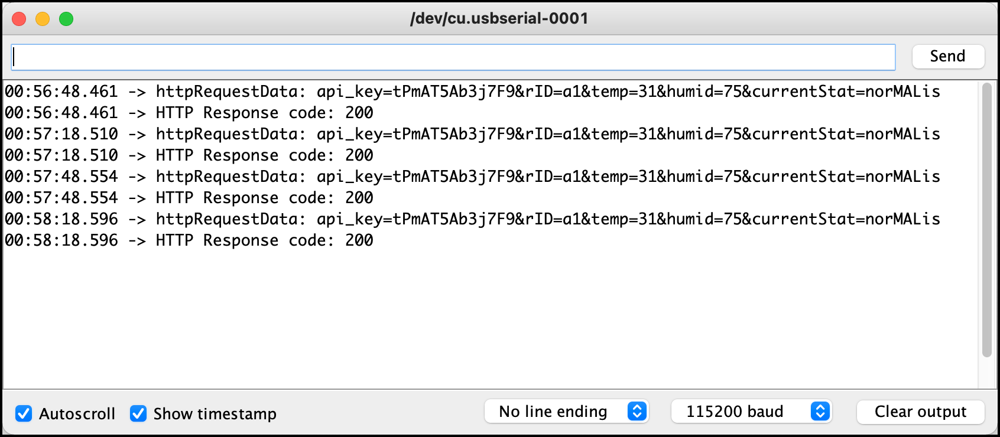 /dev/cu.usbserial-0001
Send
00:56:48.461 -> httpRequestData: api_key=tPmAT5Ab3j7F9&rID=a1&temp=31&humid=75&currentStat=norMALis
00:56:48.461 -> HTTP Response code: 200
00:57:18.510 -> httpRequestData: api_key=tPmAT5Ab3j7F9&rID=a1&temp=31&humid=75&currentStat=norMALis
00:57:18.510 -> HTTP Response code: 200
00:57:48.554 -> httpRequestData: api_key=tPmAT5Ab3j7F9&rID=a1&temp=31&humid=75&currentStat=norMALis
00:57:48.554 -> HTTP Response code: 200
00:58:18.596 -> httpRequestData: api_key=tPmAT5Ab3j7F9&rID=a1&temp=31&humid=75&currentStat=norMALis
00:58:18.596 -> HTTP Response code: 200
Autoscroll Show timestamp No line ending 115200 baud Clear output